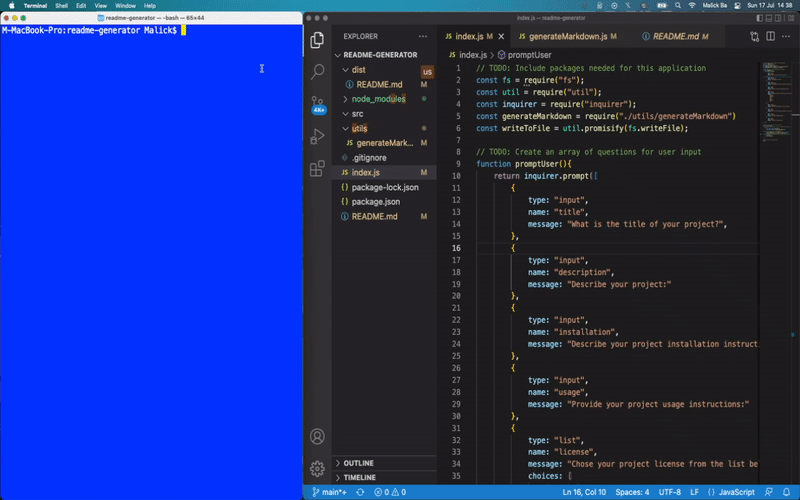 Terminal Shell Edit View Window Help
Malick Ba Sun 17 Jul 14:38
readme-generator — -bash — 65×44
M-MacBook-Pro:readme-generator Malick$
index.js — readme-generator
EXPLORER
README-GENERATOR
dist
us
README.md M
node_modules
src
utils
generateMark... M
.gitignore
index.js M
package-lock.json
package.json
README.md M
4K+
OUTLINE
TIMELINE
index.js M
generateMarkdown.js M
README.md M
index.js > promptUser
1 // TODO: Include packages needed for this application
2 const fs = require("fs");
3 const util = require("util");
4 const inquirer = require("inquirer");
5 const generateMarkdown = require("./utils/generateMarkdown")
6 const writeToFile = util.promisify(fs.writeFile);
7
8 // TODO: Create an array of questions for user input
9 function promptUser(){
10 return inquirer.prompt([
11 {
12 type: "input",
13 name: "title",
14 message: "What is the title of your project?",
15 },
16 {
17 type: "input",
18 name: "description",
19 message: "Describe your project:"
20 },
21 {
22 type: "input",
23 name: "installation",
24 message: "Describe your project installation instruct
25 },
26 {
27 type: "input",
28 name: "usage",
29 message: "Provide your project usage instructions:"
30 },
31 {
32 type: "list",
33 name: "license",
34 message: "Chose your project license from the list be
35 choices: [
main*+ 0 0
Ln 16, Col 10 Spaces: 4 UTF-8 LF {} JavaScript